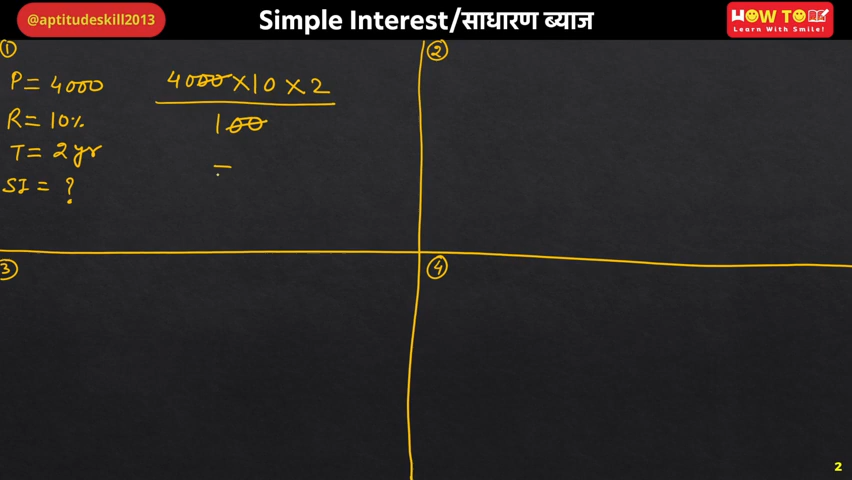 @aptitudeskill2013
Simple Interest/साधारण ब्याज
HOW TO
Learn With Smile!
①
P = 4000
R = 10%
T = 2 yr
SI = ?
4000 × 10 × 2
100
=
②
③
④
2